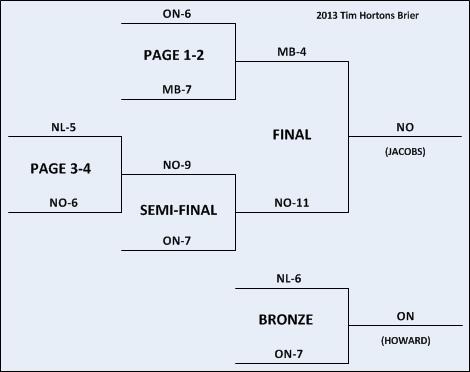 2013 Tim Hortons Brier
ON-6
PAGE 1-2
MB-7
MB-4
FINAL
NO-11
NO
(JACOBS)
NL-5
PAGE 3-4
NO-6
NO-9
SEMI-FINAL
ON-7
NL-6
BRONZE
ON-7
ON
(HOWARD)